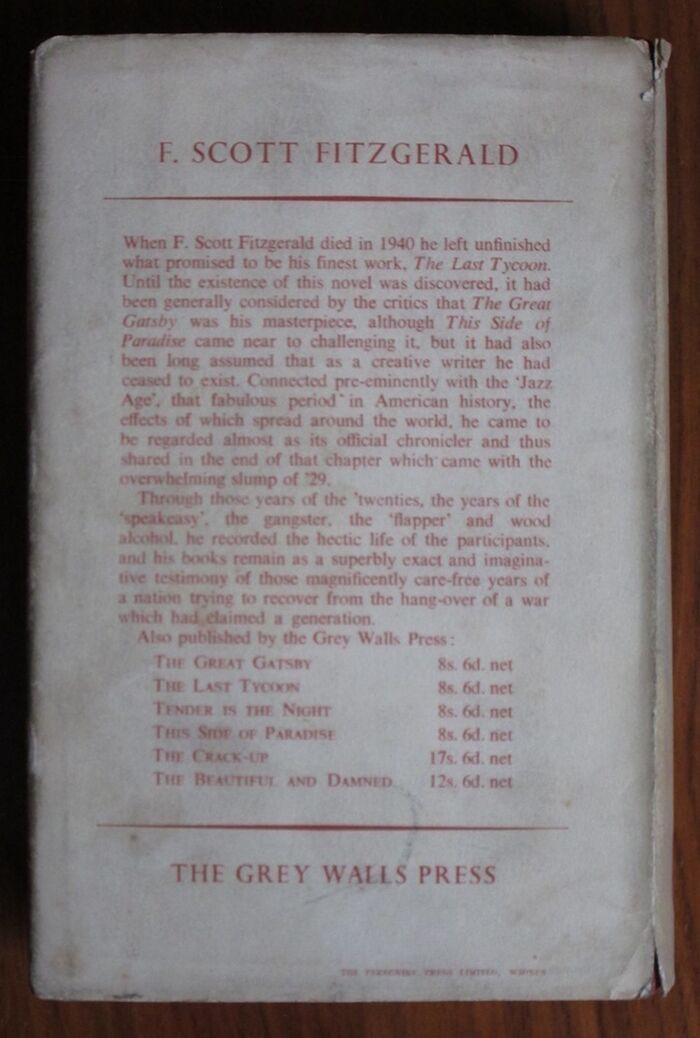 F. SCOTT FITZGERALD
When F. Scott Fitzgerald died in 1940 he left unfinished
what promised to be his finest work, The Last Tycoon.
Until the existence of this novel was discovered, it had
been generally considered by the critics that The Great
Gatsby was his masterpiece, although This Side of
Paradise came near to challenging it, but it had also
been long assumed that as a creative writer he had
ceased to exist. Connected pre-eminently with the 'Jazz
Age', that fabulous period in American history, the
effects of which spread around the world, he came to
be regarded almost as its official chronicler and thus
shared in the end of that chapter which came with the
overwhelming slump of '29.
Through those years of the 'twenties, the years of the
'speakeasy', the gangster, the 'flapper' and wood
alcohol, he recorded the hectic life of the participants,
and his books remain as a superbly exact and imagina-
tive testimony of those magnificently care-free years of
a nation trying to recover from the hang-over of a war
which had claimed a generation.
Also published by the Grey Walls Press:
THE GREAT GATSBY 8s. 6d. net
THE LAST TYCOON 8s. 6d. net
TENDER IS THE NIGHT 8s. 6d. net
THIS SIDE OF PARADISE 8s. 6d. net
THE CRACK-UP 17s. 6d. net
THE BEAUTIFUL AND DAMNED 12s. 6d. net
THE GREY WALLS PRESS
THE PRESS LIMITED,